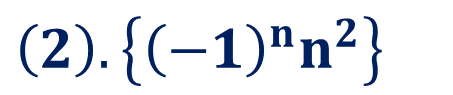 (2). {(−1)ⁿn²}